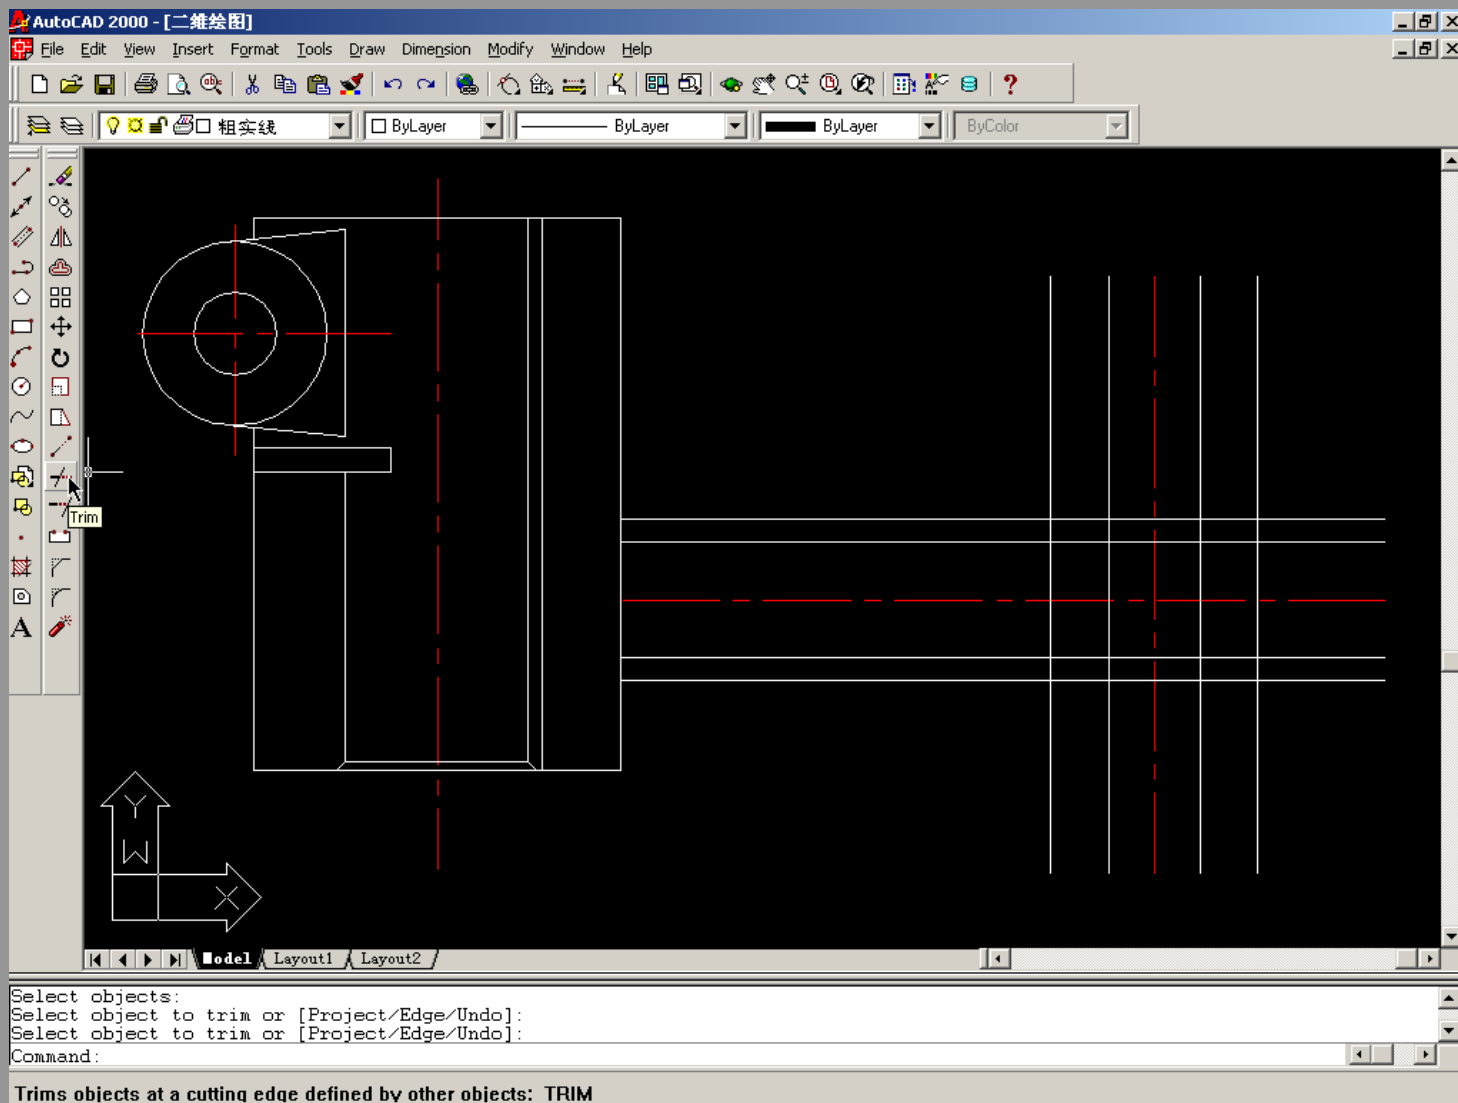 AutoCAD 2000 - [二维绘图]
File Edit View Insert Format Tools Draw Dimension Modify Window Help
粗实线 ByLayer ByLayer ByLayer ByColor
A
Trim
Y
W
X
Model Layout1 Layout2
Select objects:
Select object to trim or [Project/Edge/Undo]:
Select object to trim or [Project/Edge/Undo]:
Command:
Trims objects at a cutting edge defined by other objects: TRIM